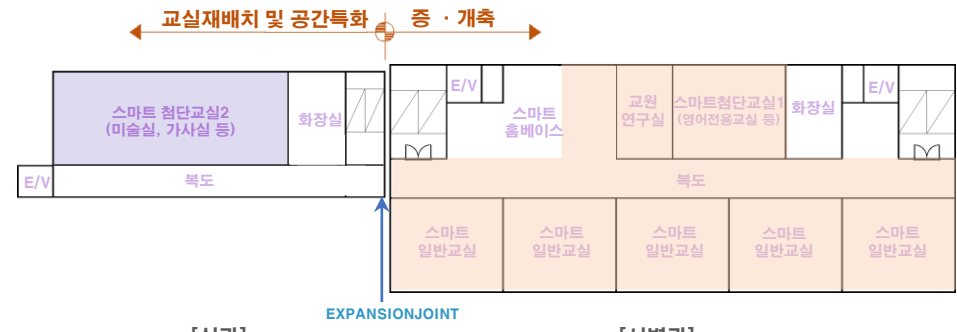 교실재배치 및 공간특화
증 · 개축
E/V
E/V
스마트 첨단교실2
(미술실, 가사실 등)
화장실
스마트
홈베이스
교원
연구실
스마트첨단교실1
(영어전용교실 등)
화장실
E/V
복도
복도
스마트
일반교실
스마트
일반교실
스마트
일반교실
스마트
일반교실
스마트
일반교실
EXPANSIONJOINT